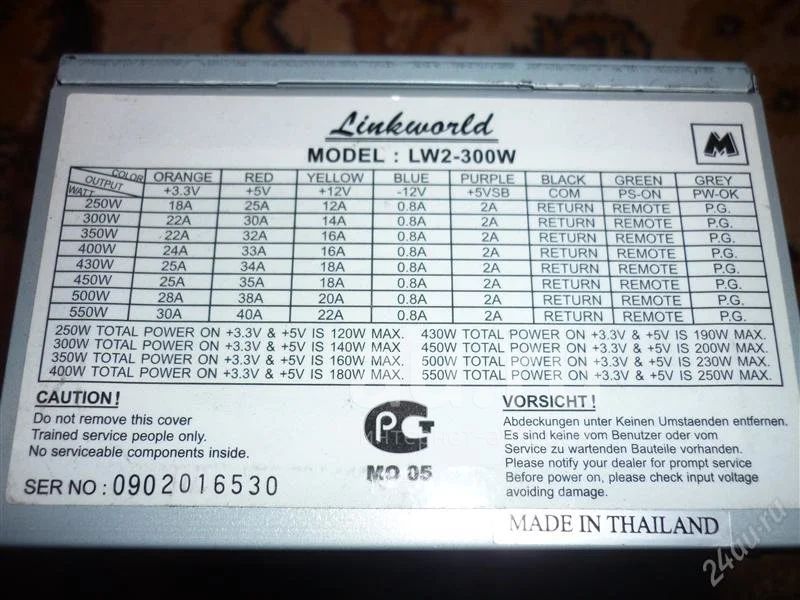 Linkworld
MODEL : LW2-300W
M
COLOR ORANGE RED YELLOW BLUE PURPLE BLACK GREEN GREY
OUTPUT WATT +3.3V +5V +12V -12V +5VSB COM PS-ON PW-OK
250W 18A 25A 12A 0.8A 2A RETURN REMOTE P.G.
300W 22A 30A 14A 0.8A 2A RETURN REMOTE P.G.
350W 22A 32A 16A 0.8A 2A RETURN REMOTE P.G.
400W 24A 33A 16A 0.8A 2A RETURN REMOTE P.G.
430W 25A 34A 18A 0.8A 2A RETURN REMOTE P.G.
450W 25A 35A 18A 0.8A 2A RETURN REMOTE P.G.
500W 28A 38A 20A 0.8A 2A RETURN REMOTE P.G.
550W 30A 40A 22A 0.8A 2A RETURN REMOTE P.G.
250W TOTAL POWER ON +3.3V & +5V IS 120W MAX.
300W TOTAL POWER ON +3.3V & +5V IS 140W MAX.
350W TOTAL POWER ON +3.3V & +5V IS 160W MAX.
400W TOTAL POWER ON +3.3V & +5V IS 180W MAX.
430W TOTAL POWER ON +3.3V & +5V IS 190W MAX.
450W TOTAL POWER ON +3.3V & +5V IS 200W MAX.
500W TOTAL POWER ON +3.3V & +5V IS 230W MAX.
550W TOTAL POWER ON +3.3V & +5V IS 250W MAX.
CAUTION!
Do not remove this cover
Trained service people only.
No serviceable components inside.
SER NO : 0902016530
РСТ
МО 05
VORSICHT!
Abdeckungen unter Keinen Umstaenden entfernen.
Es sind keine vom Benutzer oder vom
Service zu wartenden Bauteile vorhanden.
Please notify your dealer for prompt service
Before power on, please check input voltage
avoiding damage.
MADE IN THAILAND
24au.ru